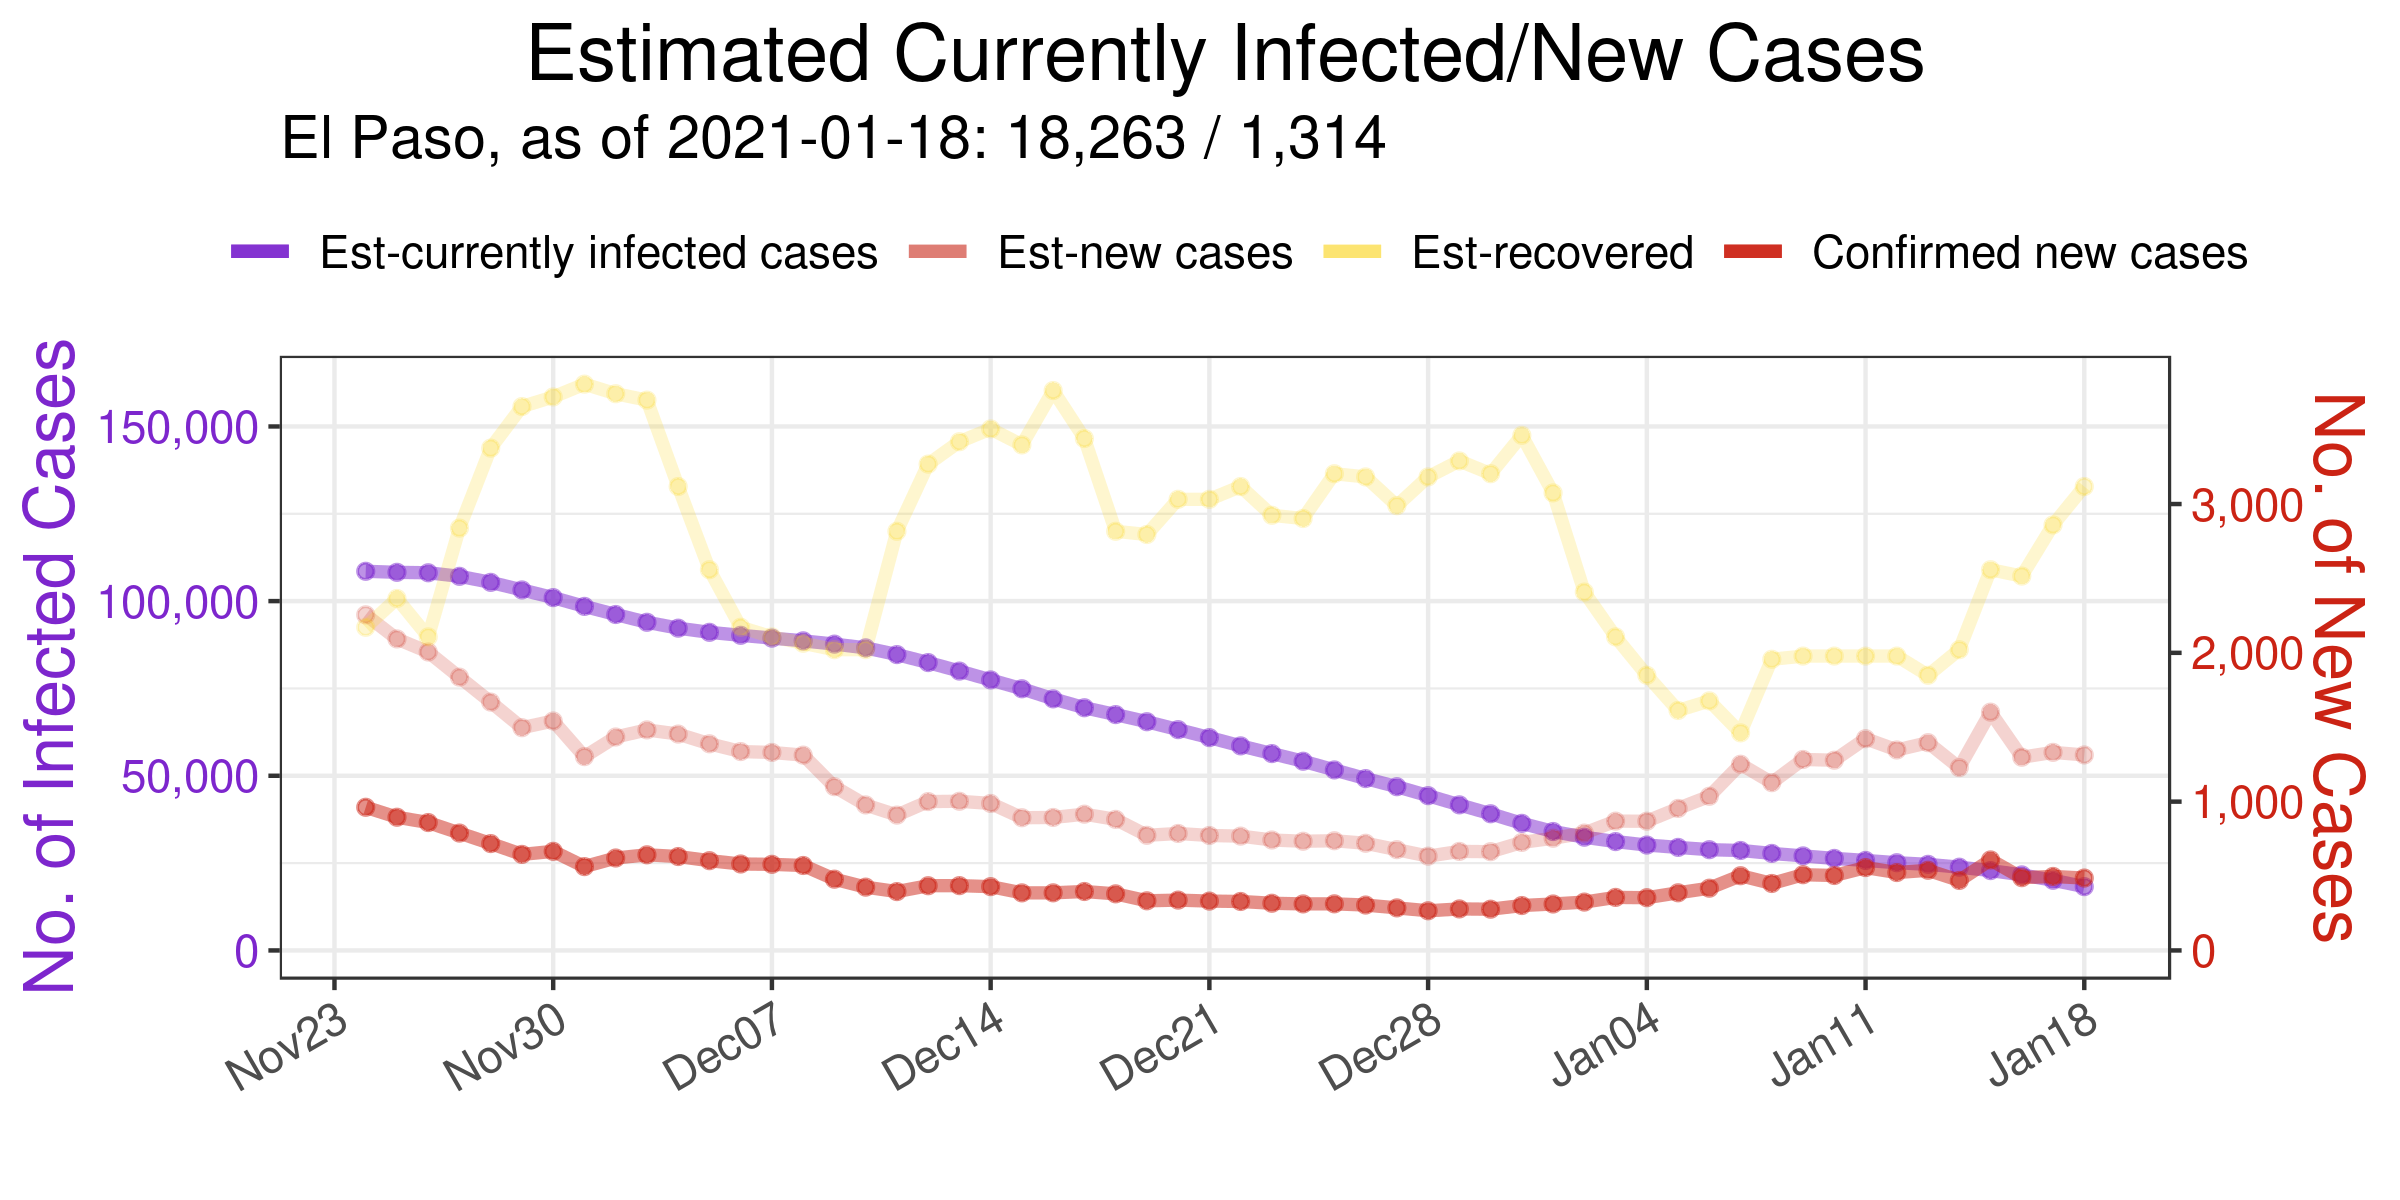 Estimated Currently Infected/New Cases
El Paso, as of 2021-01-18: 18,263 / 1,314
Est-currently infected cases Est-new cases Est-recovered Confirmed new cases
No. of Infected Cases
150,000
100,000
50,000
0
No. of New Cases
3,000
2,000
1,000
0
Nov23 Nov30 Dec07 Dec14 Dec21 Dec28 Jan04 Jan11 Jan18